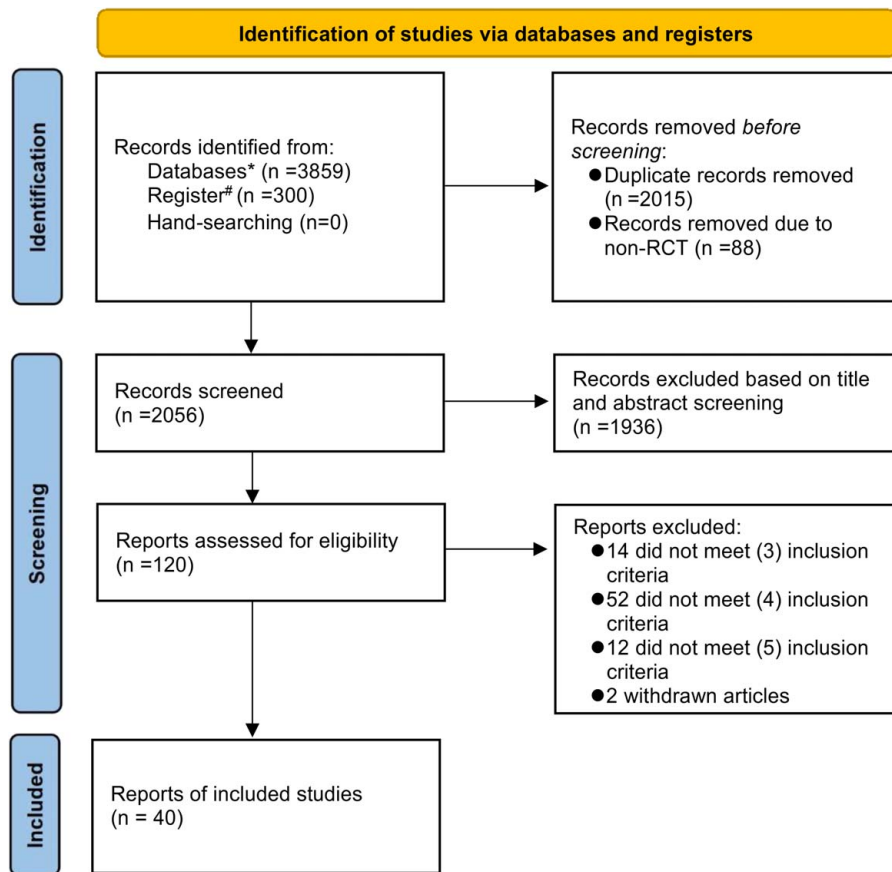 Identification of studies via databases and registers
Identification
Records identified from:
Databases* (n =3859)
Register# (n =300)
Hand-searching (n=0)
Records removed before
screening:
●Duplicate records removed
(n =2015)
●Records removed due to
non-RCT (n =88)
Screening
Records screened
(n =2056)
Records excluded based on title
and abstract screening
(n =1936)
Reports assessed for eligibility
(n =120)
Reports excluded:
●14 did not meet (3) inclusion
criteria
●52 did not meet (4) inclusion
criteria
●12 did not meet (5) inclusion
criteria
●2 withdrawn articles
Included
Reports of included studies
(n = 40)